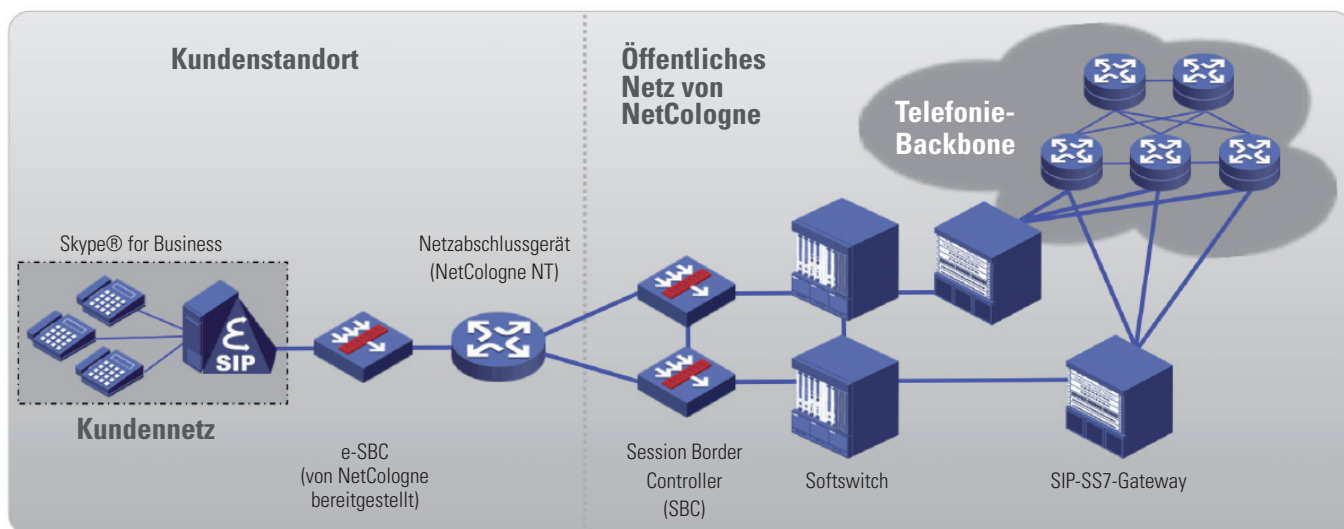 Kundenstandort
Öffentliches
Netz von
NetCologne
Telefonie-
Backbone
Skype® for Business
Netzabschlussgerät
(NetCologne NT)
SIP
Kundennetz
e-SBC
(von NetCologne
bereitgestellt)
Session Border
Controller
(SBC)
Softswitch
SIP-SS7-Gateway